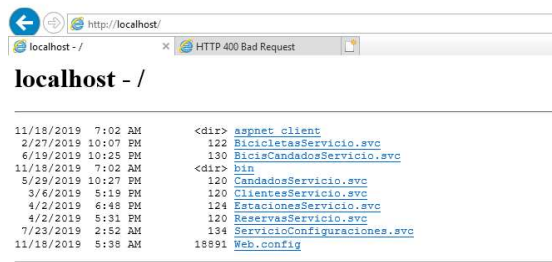 http://localhost/
localhost - /
HTTP 400 Bad Request
localhost - /
11/18/2019 7:02 AM <dir> aspnet_client
2/27/2019 10:07 PM 122 BicicletasServicio.svc
6/19/2019 10:25 PM 130 BicisCandadosServicio.svc
11/18/2019 7:02 AM <dir> bin
5/29/2019 10:27 PM 120 CandadosServicio.svc
3/6/2019 5:19 PM 120 ClientesServicio.svc
4/2/2019 6:48 PM 124 EstacionesServicio.svc
4/2/2019 5:31 PM 120 ReservasServicio.svc
7/23/2019 2:52 AM 134 ServicioConfiguraciones.svc
11/18/2019 5:38 AM 18891 Web.config